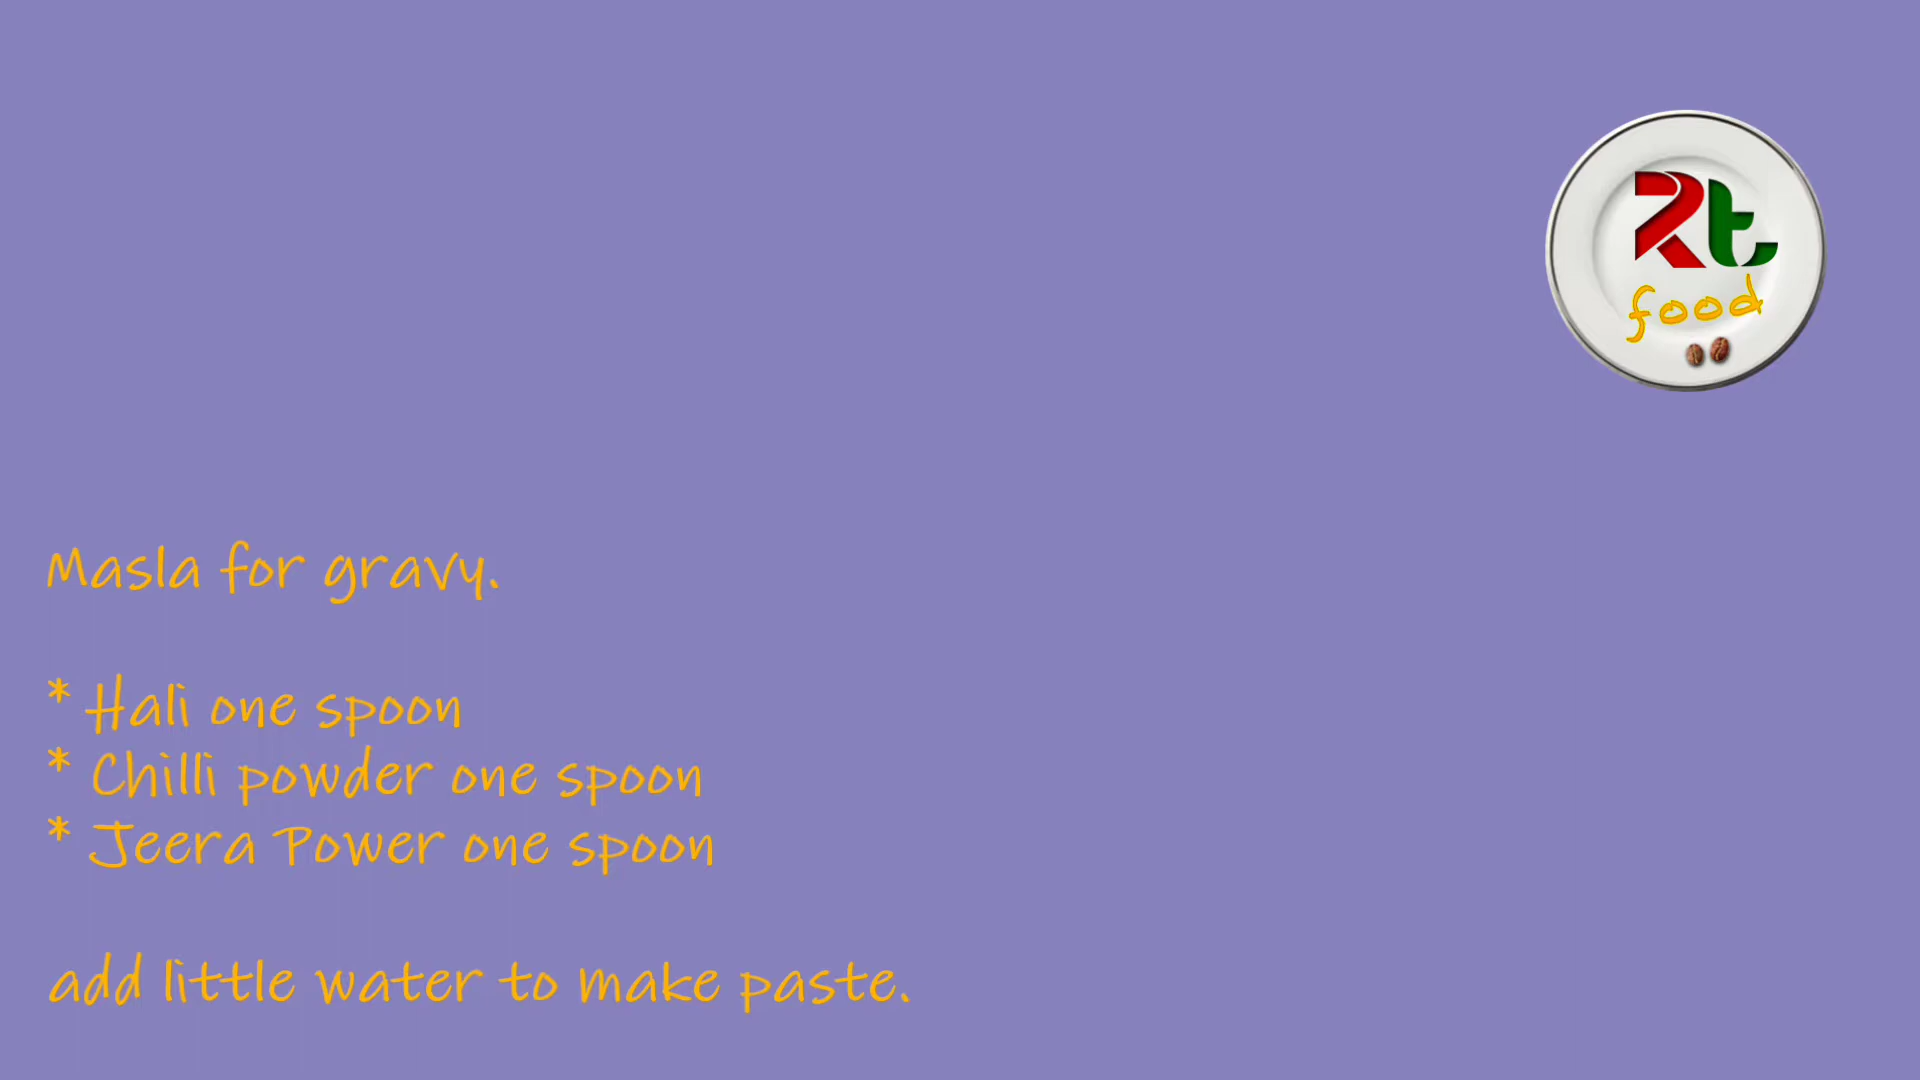 Rt
food
Masla for gravy.
* Hali one spoon
* Chilli powder one spoon
* Jeera Power one spoon
add little water to make paste.